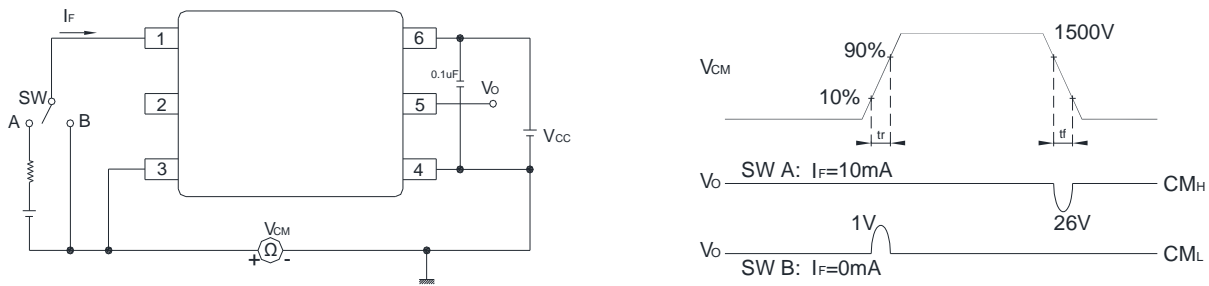 IF
1
6
0.1uF
VO
SW
2
5
A
B
VCC
3
4
VCM
+ Ω -
1500V
90%
VCM
10%
tr
tf
VO
SW A: IF=10mA
CMH
1V
26V
VO
SW B: IF=0mA
CML